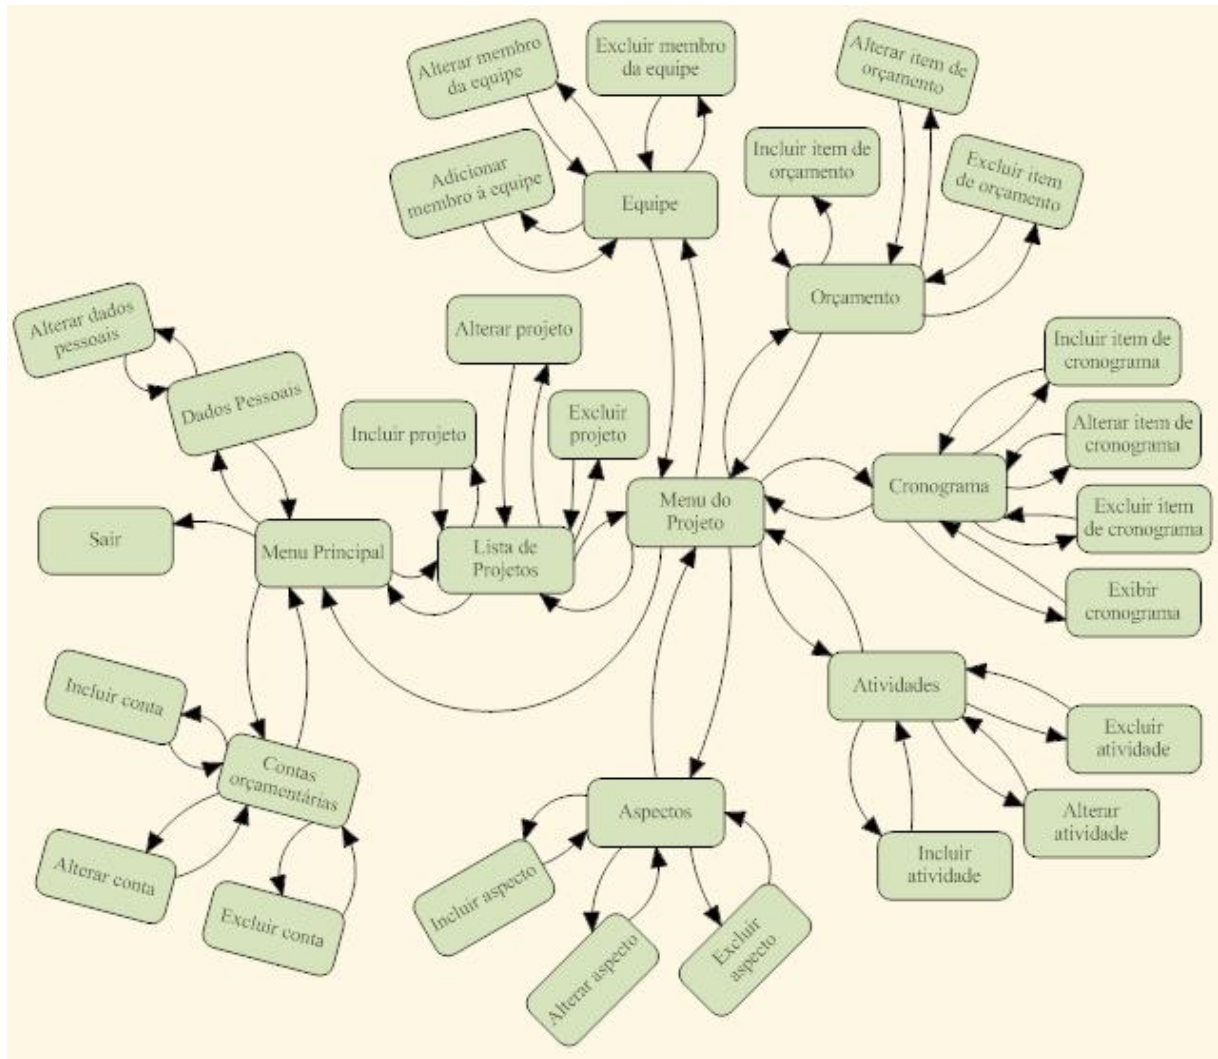 Alterar membro
da equipe
Excluir membro
da equipe
Alterar item de
orçamento
Incluir item de
orçamento
Excluir item
de orçamento
Adicionar
membro à equipe
Equipe
Orçamento
Alterar dados
pessoais
Alterar projeto
Incluir item de
cronograma
Dados Pessoais
Incluir projeto
Excluir
projeto
Alterar item de
cronograma
Cronograma
Menu do
Projeto
Excluir item
de cronograma
Sair
Menu Principal
Lista de
Projetos
Exibir
cronograma
Incluir conta
Atividades
Excluir
atividade
Contas
orçamentárias
Aspectos
Alterar
atividade
Alterar conta
Incluir
atividade
Excluir conta
Incluir aspecto
Alterar aspecto
Excluir
aspecto